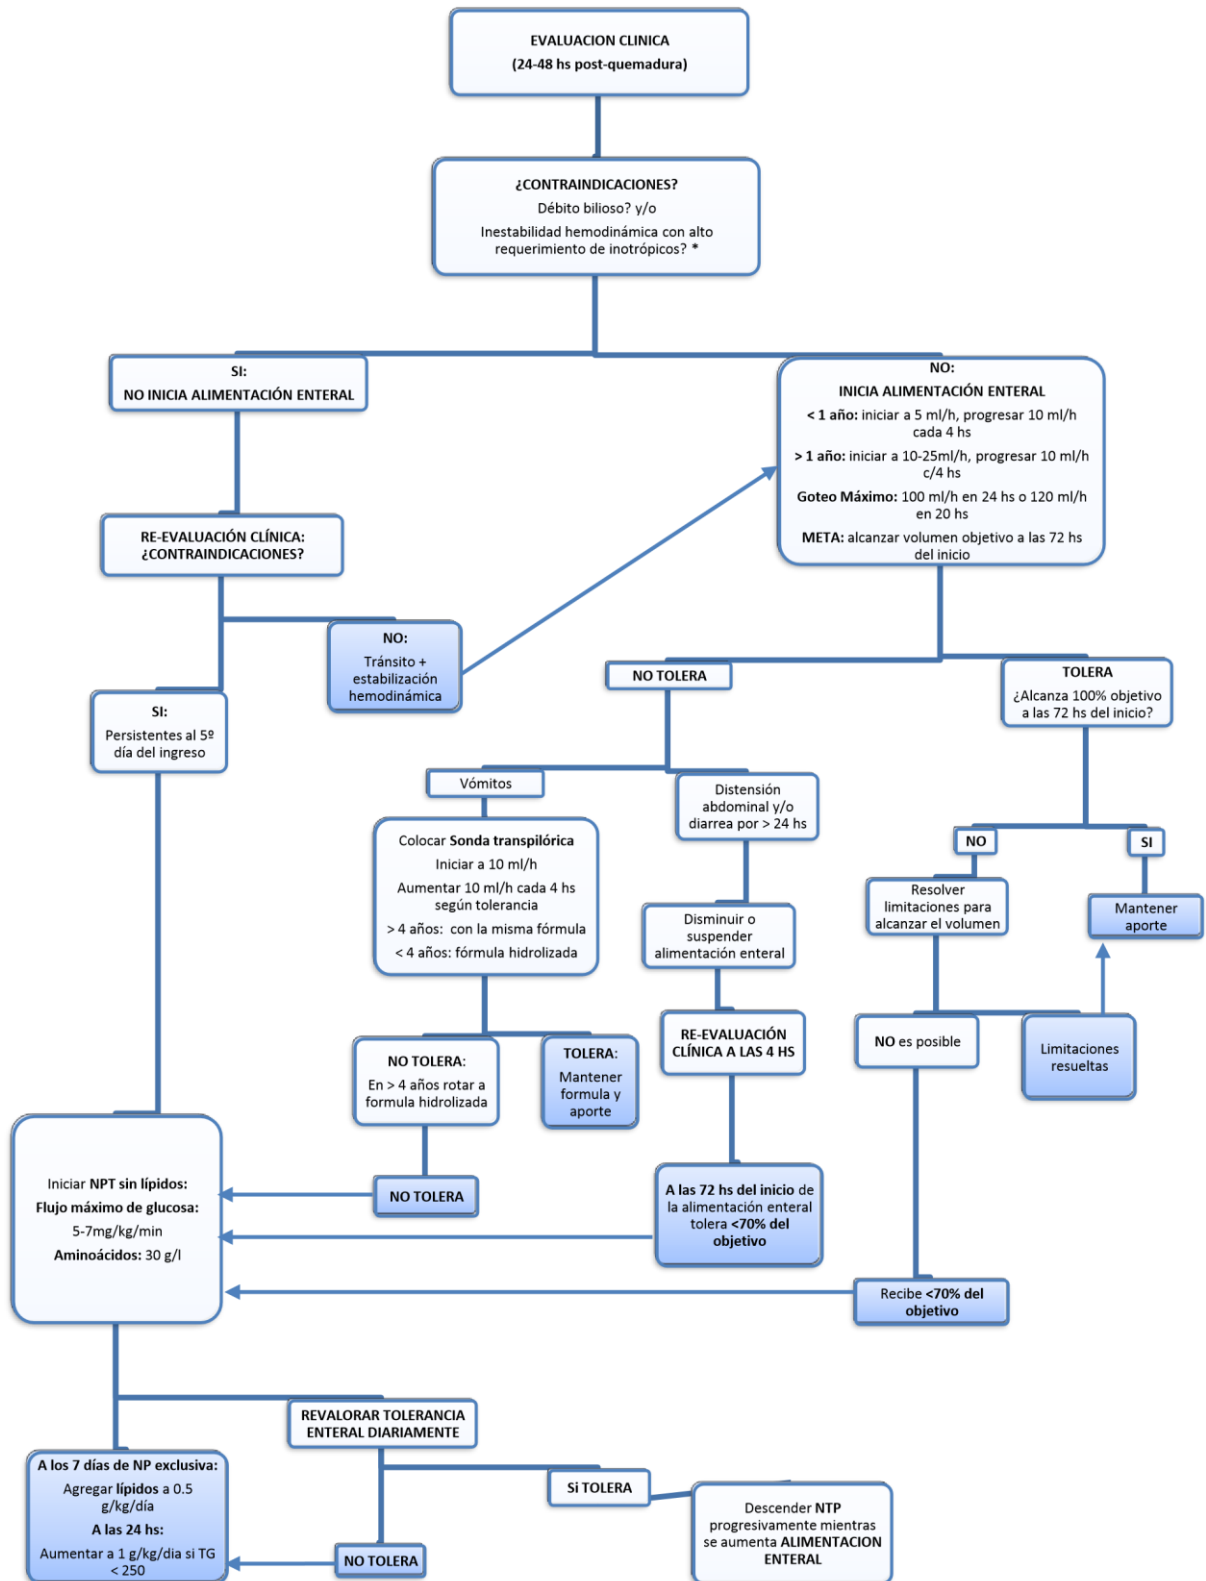 EVALUACION CLINICA
(24-48 hs post-quemadura)
¿CONTRAINDICACIONES?
Débito bilioso? y/o
Inestabilidad hemodinámica con alto
requerimiento de inotrópicos? *
SI:
NO INICIA ALIMENTACIÓN ENTERAL
NO:
INICIA ALIMENTACIÓN ENTERAL
< 1 año: iniciar a 5 ml/h, progresar 10 ml/h
cada 4 hs
> 1 año: iniciar a 10-25ml/h, progresar 10 ml/h
c/4 hs
Goteo Máximo: 100 ml/h en 24 hs o 120 ml/h
en 20 hs
META: alcanzar volumen objetivo a las 72 hs
del inicio
RE-EVALUACIÓN CLÍNICA:
¿CONTRAINDICACIONES?
NO:
Tránsito +
estabilización
hemodinámica
SI:
Persistentes al 5º
día del ingreso
NO TOLERA
TOLERA
¿Alcanza 100% objetivo
a las 72 hs del inicio?
Vómitos
Distensión
abdominal y/o
diarrea por > 24 hs
Colocar Sonda transpilórica
Iniciar a 10 ml/h
Aumentar 10 ml/h cada 4 hs
según tolerancia
> 4 años: con la misma fórmula
< 4 años: fórmula hidrolizada
NO
SI
Resolver
limitaciones para
alcanzar el volumen
Mantener
aporte
Disminuir o
suspender
alimentación enteral
NO TOLERA:
En > 4 años rotar a
formula hidrolizada
TOLERA:
Mantener
formula y
aporte
RE-EVALUACIÓN
CLÍNICA A LAS 4 HS
NO es posible
Limitaciones
resueltas
NO TOLERA
A las 72 hs del inicio de
la alimentación enteral
tolera <70% del
objetivo
Recibe <70% del
objetivo
Iniciar NPT sin lípidos:
Flujo máximo de glucosa:
5-7mg/kg/min
Aminoácidos: 30 g/l
REVALORAR TOLERANCIA
ENTERAL DIARIAMENTE
A los 7 días de NP exclusiva:
Agregar lípidos a 0.5
g/kg/día
A las 24 hs:
Aumentar a 1 g/kg/dia si TG
< 250
NO TOLERA
Si TOLERA
Descender NTP
progresivamente mientras
se aumenta ALIMENTACION
ENTERAL